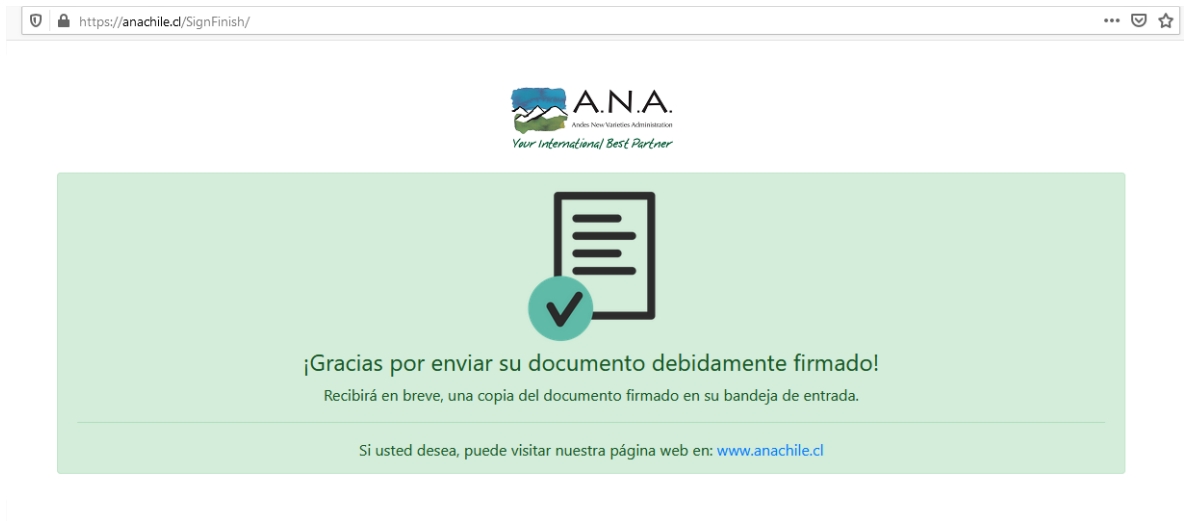 https://anachile.cl/SignFinish/
A.N.A.
Andes New Varieties Administration
Your International Best Partner
¡Gracias por enviar su documento debidamente firmado!
Recibirá en breve, una copia del documento firmado en su bandeja de entrada.
Si usted desea, puede visitar nuestra página web en: www.anachile.cl